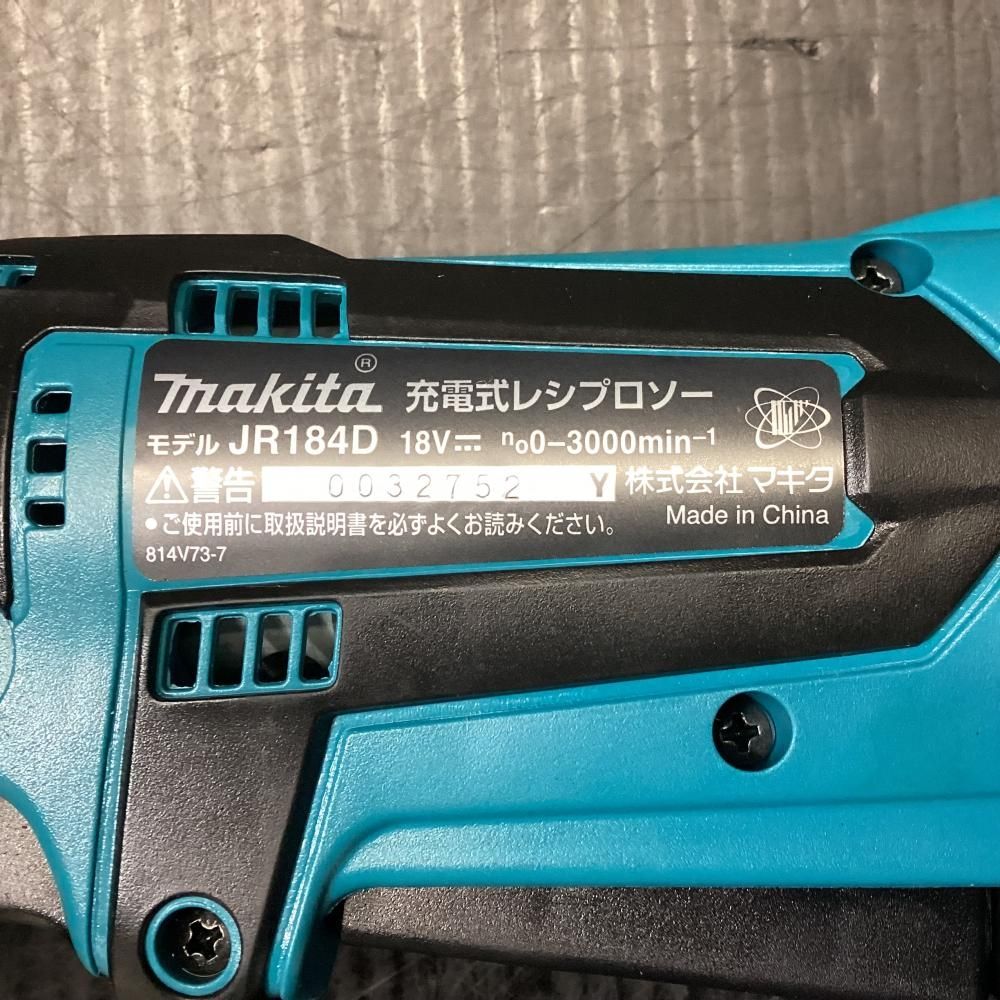 makita®
充電式レシプロソー
モデル JR184D 18V⎓ no0-3000min-1
⚠警告 0032752 Y 株式会社マキタ
●ご使用前に取扱説明書を必ずよくお読みください。 Made in China
814V73-7